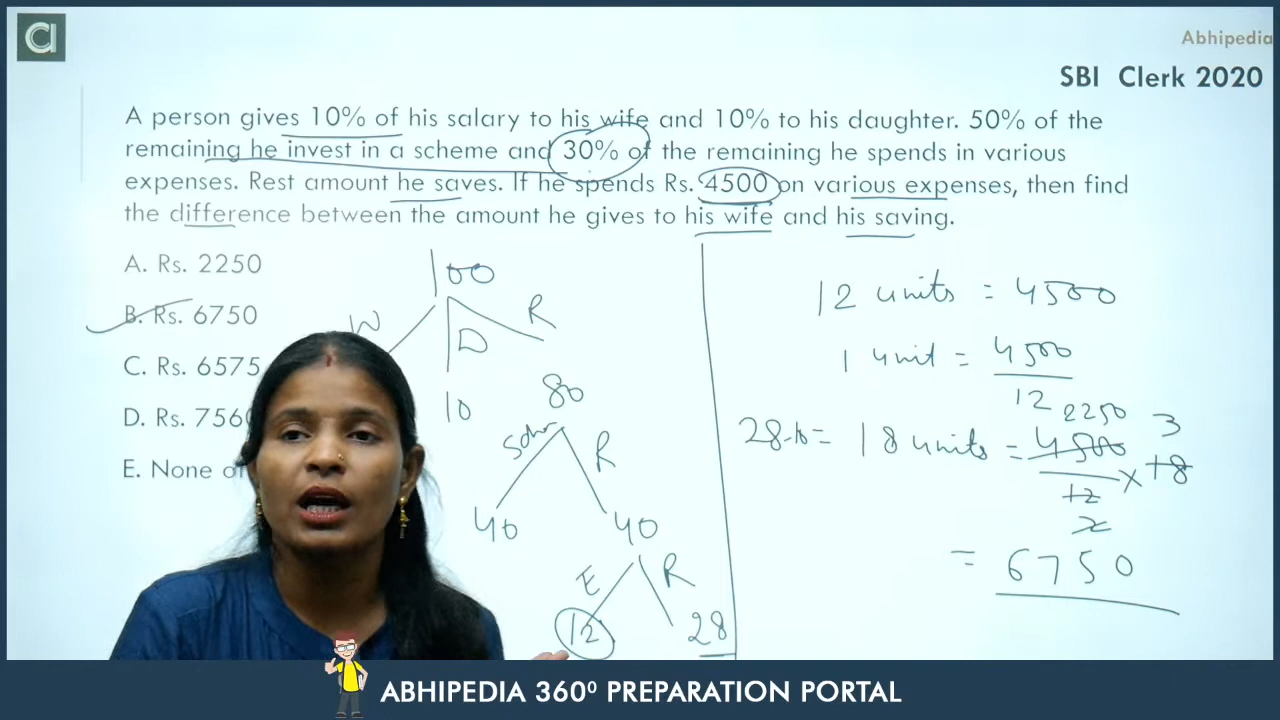 CI
Abhipedia
SBI Clerk 2020
A person gives 10% of his salary to his wife and 10% to his daughter. 50% of the
remaining he invest in a scheme and 30% of the remaining he spends in various
expenses. Rest amount he saves. If he spends Rs. 4500 on various expenses, then find
the difference between the amount he gives to his wife and his saving.
A. Rs. 2250
B. Rs. 6750
C. Rs. 6575
D. Rs. 756
E. None of
100
W
D
R
10
80
R
40
40
E
R
12
28
12 units = 4500
1 unit = 4500
12
2250
3
28-10 = 18 units = 4500 × 18
12
2
= 6750
ABHIPEDIA 360⁰ PREPARATION PORTAL